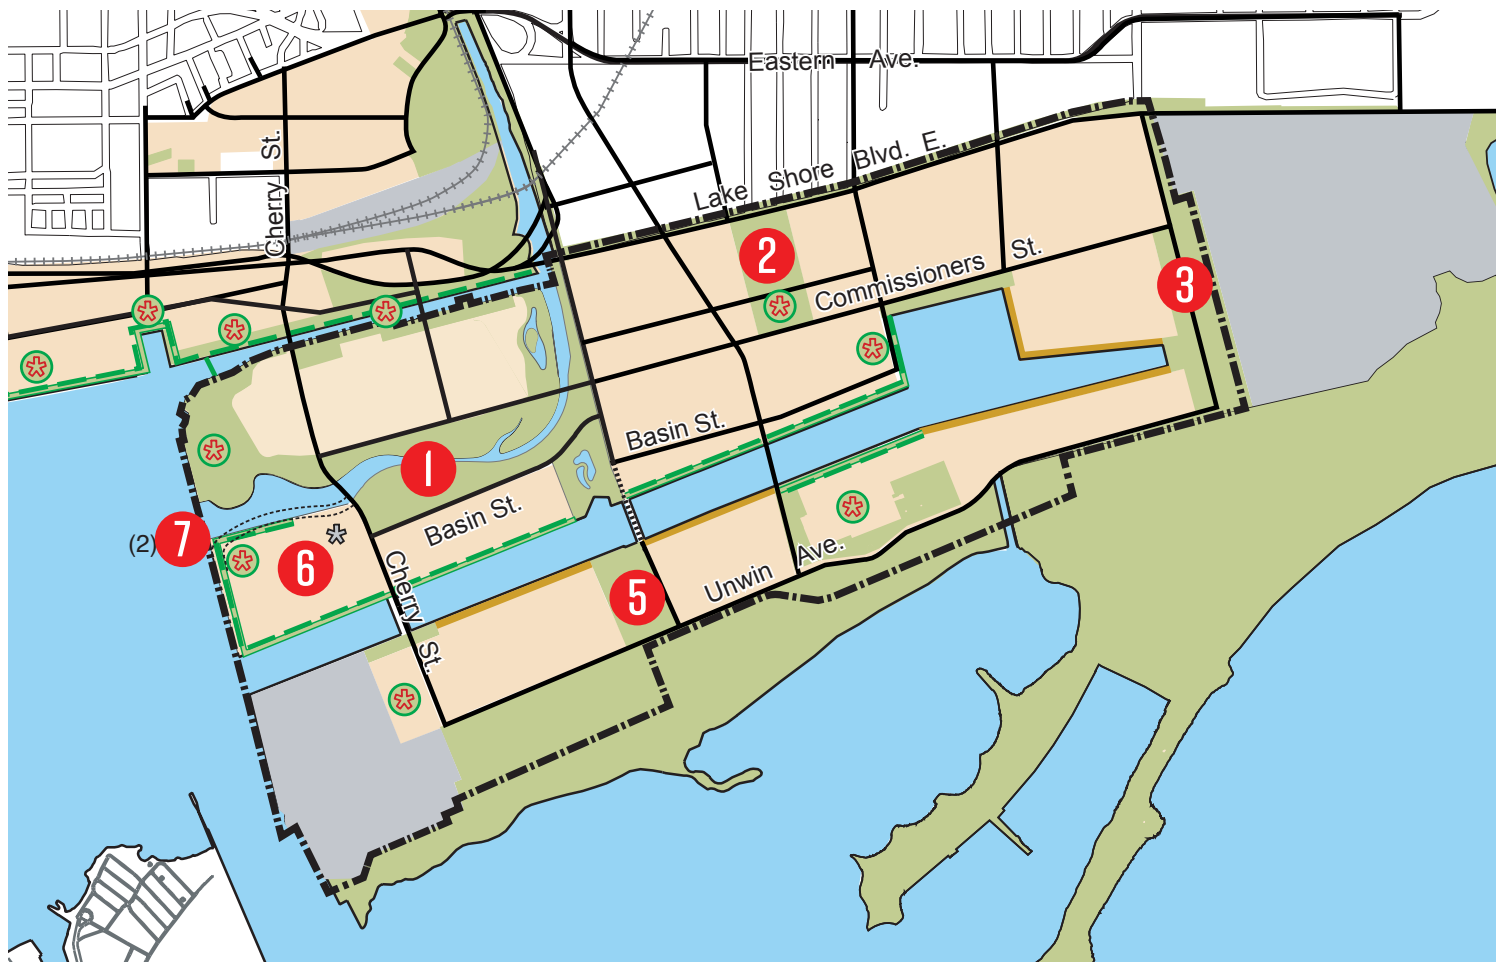 Eastern Ave.
Cherry St.
Lake Shore Blvd. E.
2
Commissioners St.
3
Basin St.
1
Basin St.
(2) 7
6
Cherry St.
5
Unwin Ave.